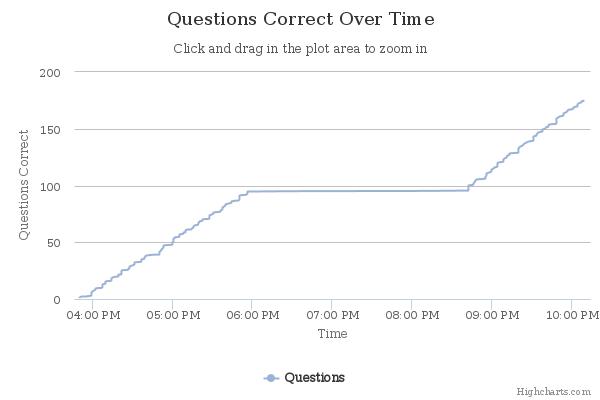 Questions Correct Over Time
Click and drag in the plot area to zoom in
Questions Correct
200
150
100
50
0
04:00 PM 05:00 PM 06:00 PM 07:00 PM 08:00 PM 09:00 PM 10:00 PM
Time
Questions
Highcharts.com